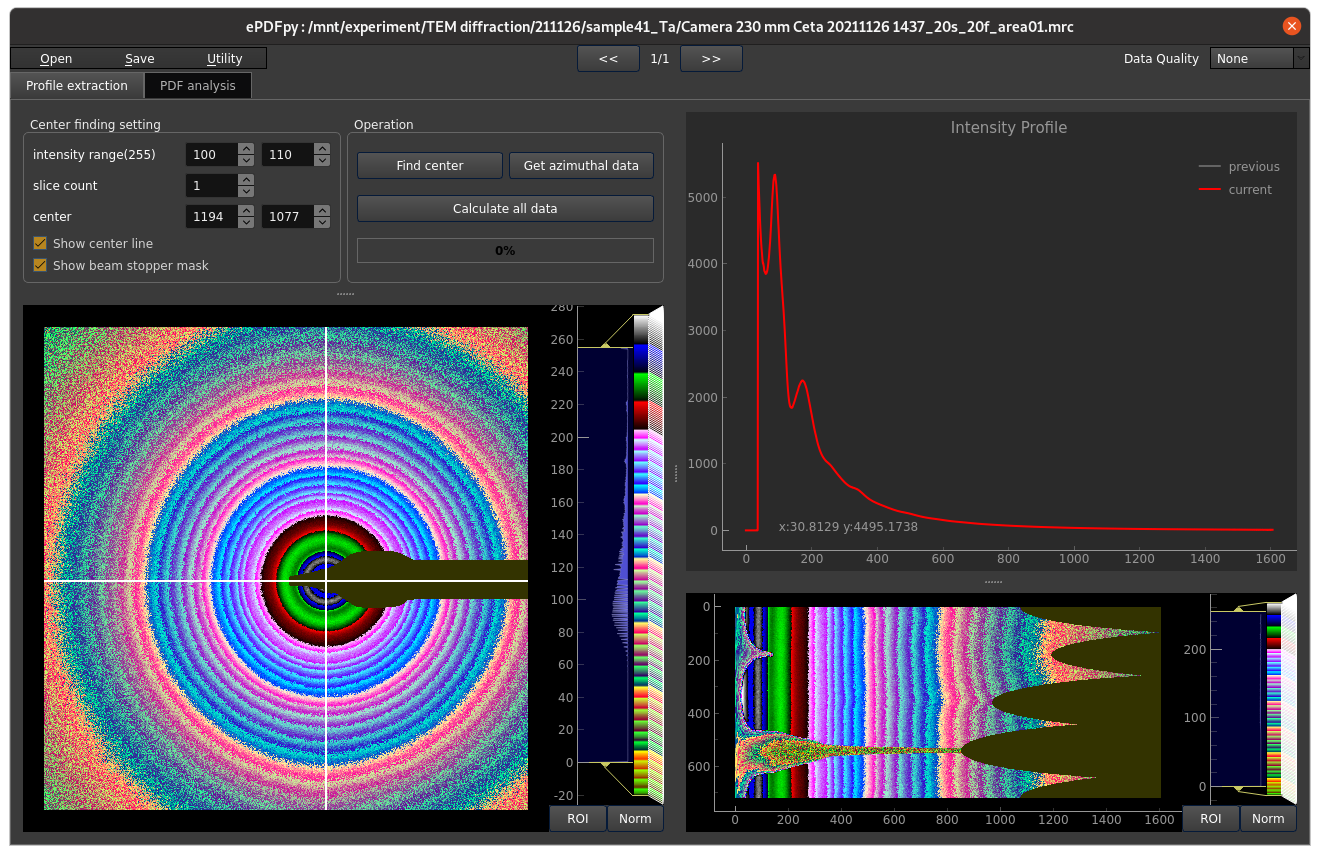 ePDFpy : /mnt/experiment/TEM diffraction/211126/sample41_Ta/Camera 230 mm Ceta 20211126 1437_20s_20f_area01.mrc
Open Save Utility << 1/1 >> Data Quality None
Profile extraction PDF analysis
Center finding setting
intensity range(255) 100 110
slice count 1
center 1194 1077
Show center line
Show beam stopper mask
Operation
Find center Get azimuthal data
Calculate all data
0%
280
260
240
220
200
180
160
140
120
100
80
60
40
20
0
-20
ROI Norm
Intensity Profile
previous
current
5000
4000
3000
2000
1000
0
x:30.8129 y:4495.1738
0 200 400 600 800 1000 1200 1400 1600
0
200
400
600
0 200 400 600 800 1000 1200 1400 1600
200
100
0
ROI Norm